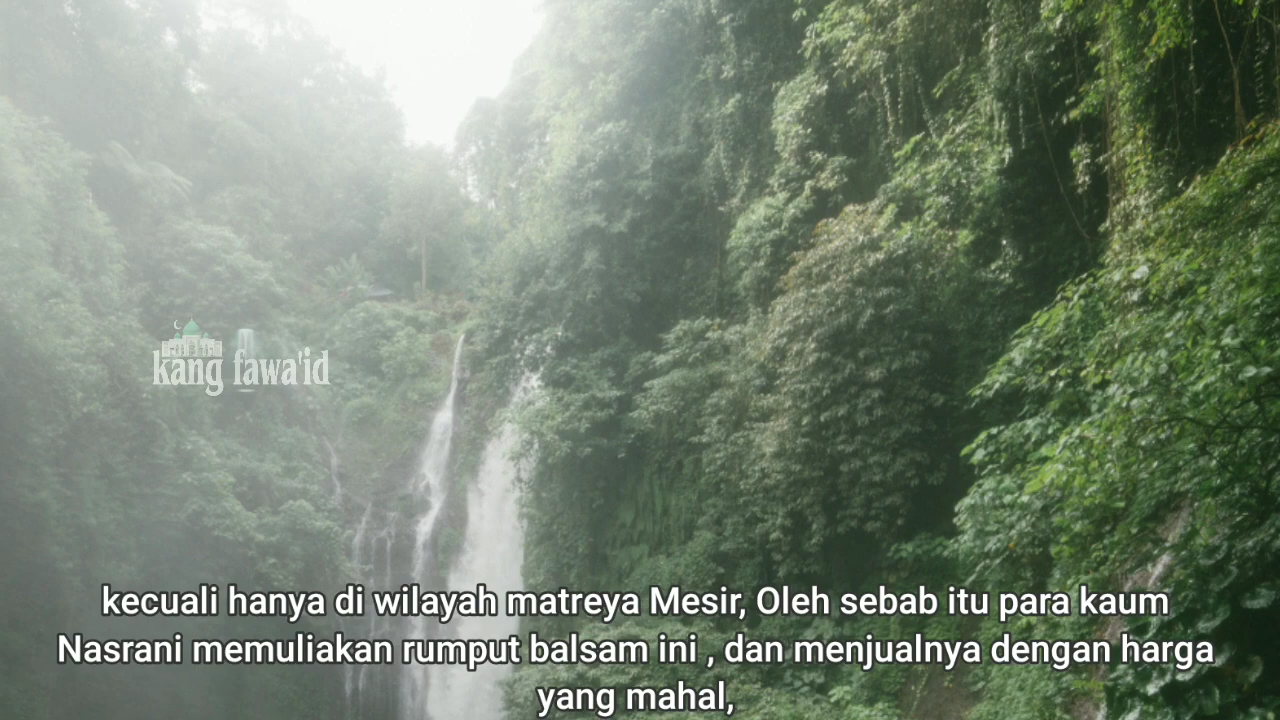 kang fawa'id
kecuali hanya di wilayah matreya Mesir, Oleh sebab itu para kaum
Nasrani memuliakan rumput balsam ini , dan menjualnya dengan harga
yang mahal,